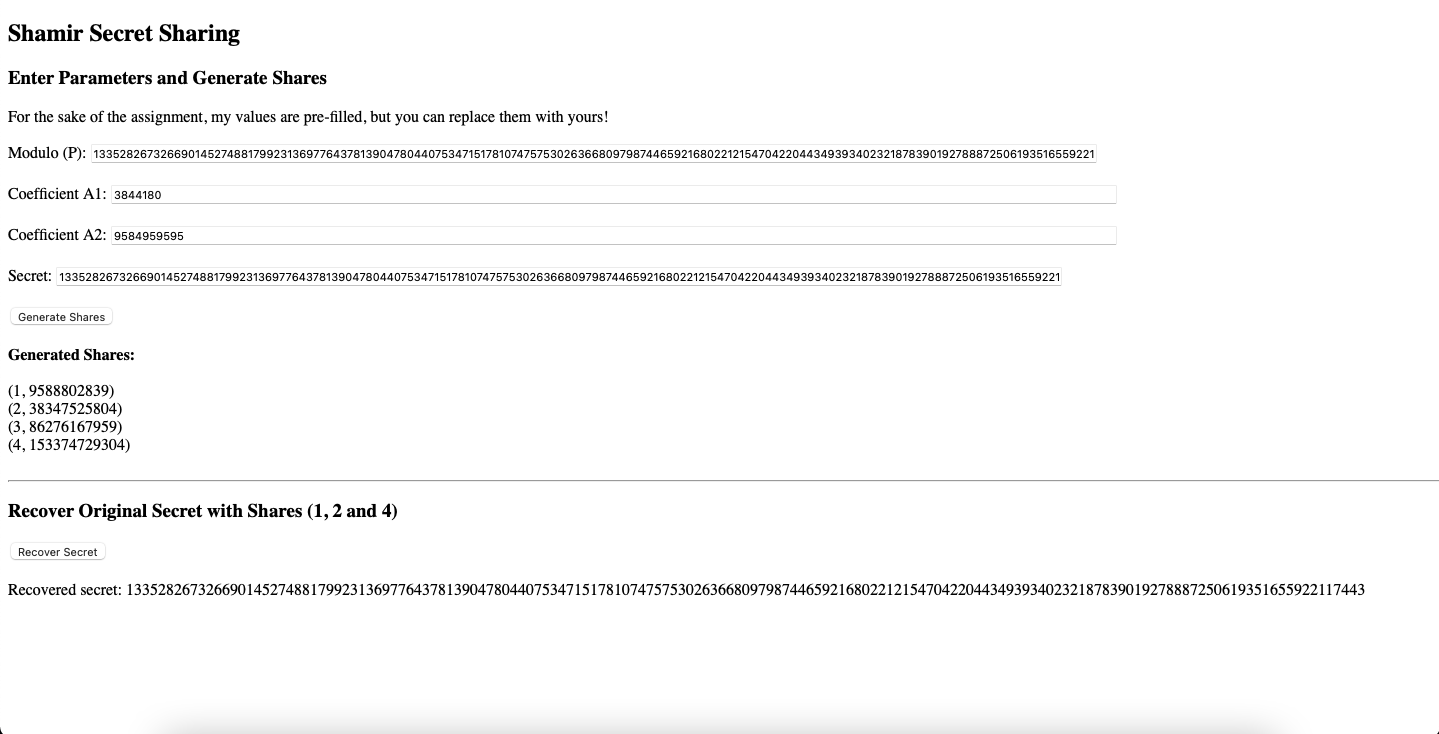 Shamir Secret Sharing
Enter Parameters and Generate Shares
For the sake of the assignment, my values are pre-filled, but you can replace them with yours!
Modulo (P): 133528267326690145274881799231369776437813904780440753471517810747575302636680979874465921680221215470422044349393402321878390192788872506193516559221
Coefficient A1: 3844180
Coefficient A2: 9584959595
Secret: 133528267326690145274881799231369776437813904780440753471517810747575302636680979874465921680221215470422044349393402321878390192788872506193516559221
Generate Shares
Generated Shares:
(1, 9588802839)
(2, 38347525804)
(3, 86276167959)
(4, 153374729304)
Recover Original Secret with Shares (1, 2 and 4)
Recover Secret
Recovered secret: 13352826732669014527488179923136977643781390478044075347151781074757530263668097987446592168022121547042204434939340232187839019278887250619351655922117443